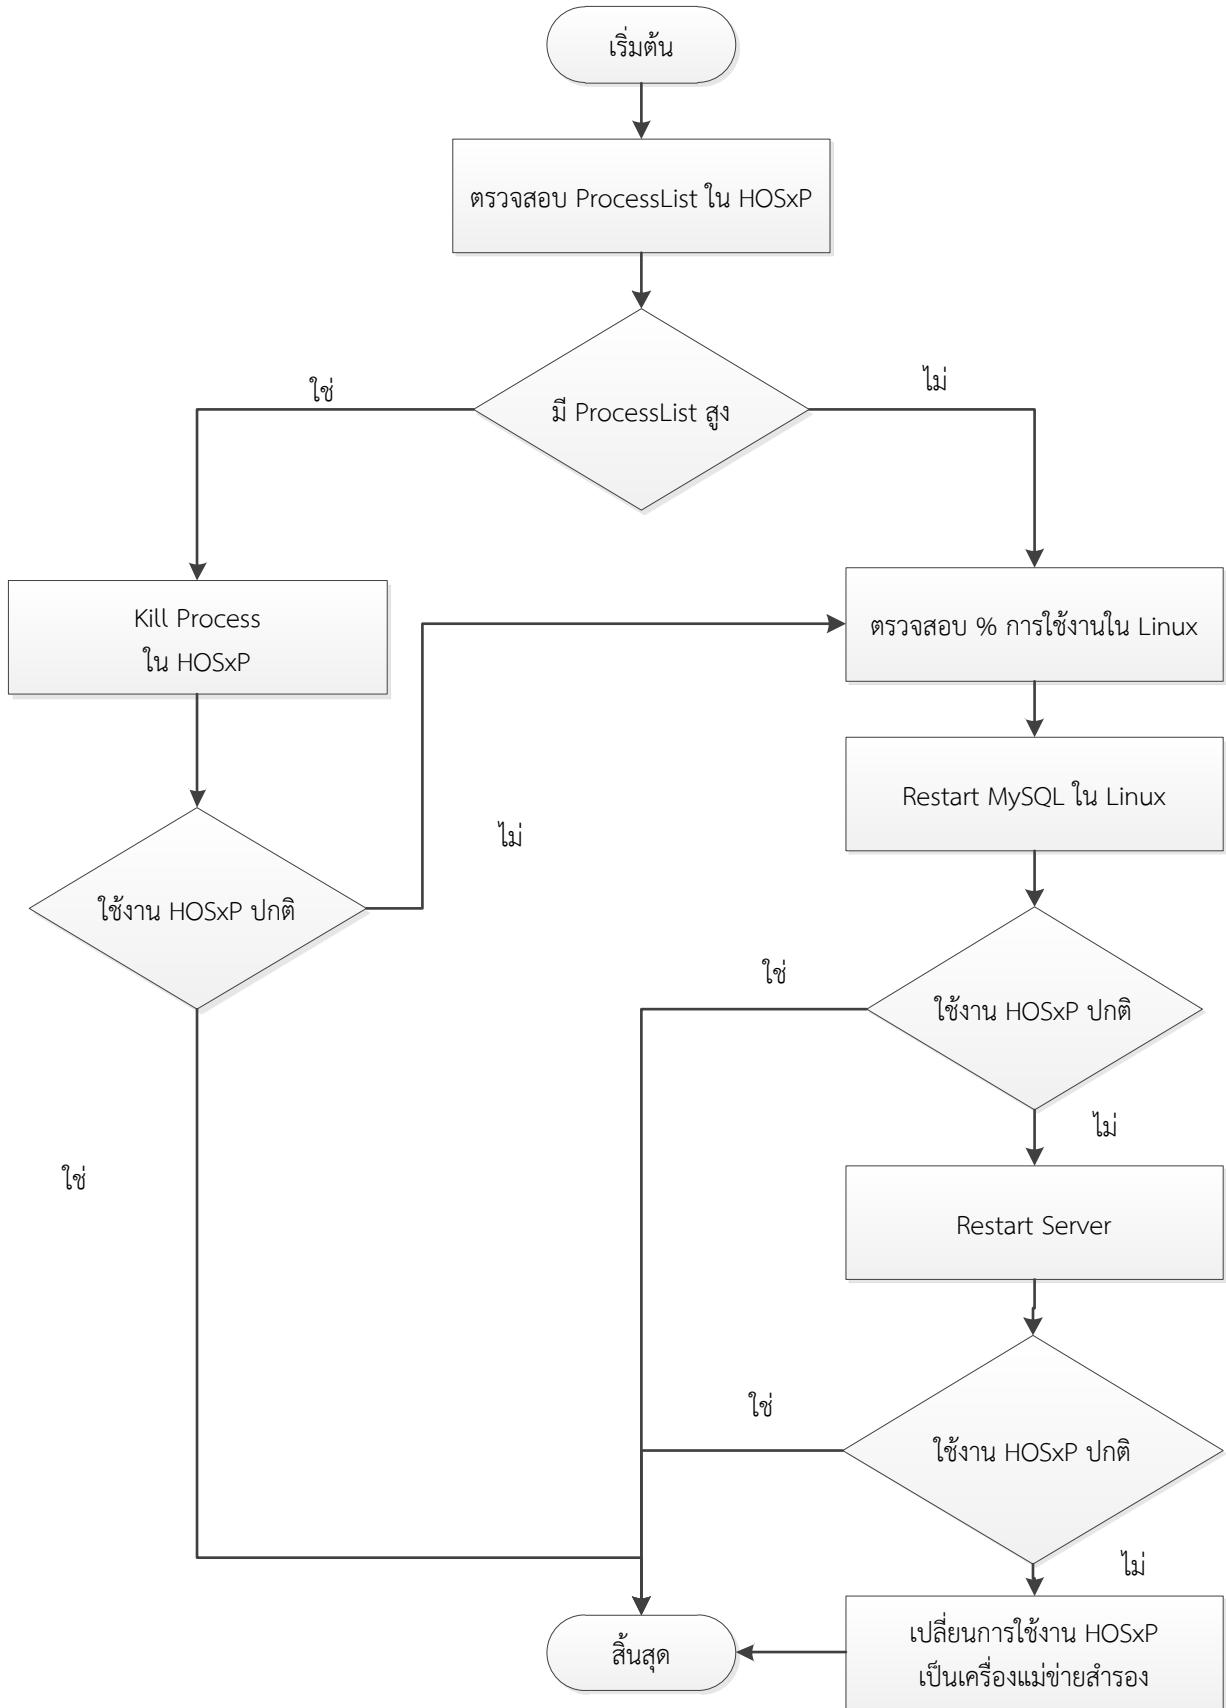 เริ่มต้น
ตรวจสอบ ProcessList ใน HOSxP
มี ProcessList สูง
ใช่
ไม่
Kill Process
ใน HOSxP
ตรวจสอบ % การใช้งานใน Linux
Restart MySQL ใน Linux
ไม่
ใช้งาน HOSxP ปกติ
ใช่
ใช้งาน HOSxP ปกติ
ไม่
ใช่
Restart Server
ใช่
ใช้งาน HOSxP ปกติ
ไม่
เปลี่ยนการใช้งาน HOSxP
เป็นเครื่องแม่ข่ายสำรอง
สิ้นสุด